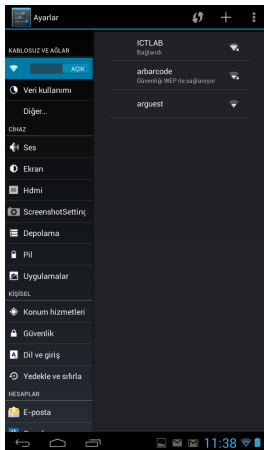 Ayarlar
KABLOSUZ VE AĞLAR
AÇIK
Veri kullanımı
Diğer...
CİHAZ
Ses
Ekran
Hdmi
ScreenshotSetting
Depolama
Pil
Uygulamalar
KİŞİSEL
Konum hizmetleri
Güvenlik
Dil ve giriş
Yedekle ve sıfırla
HESAPLAR
E-posta
ICTLAB
Bağlandı
arbarcode
Güvenliği WEP ile sağlanıyor
arguest
11:38